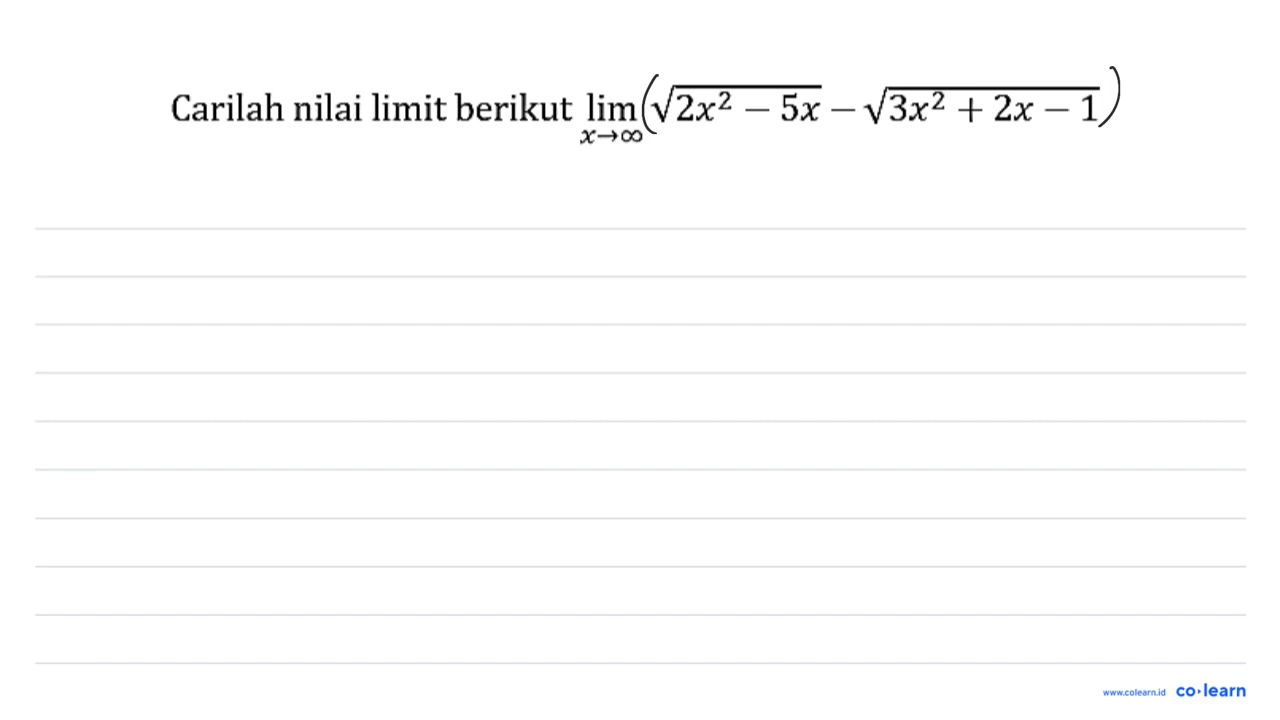 Carilah nilai limit berikut lim x→∞ (√(2x² − 5x) − √(3x² + 2x − 1))
www.colearn.id co·learn